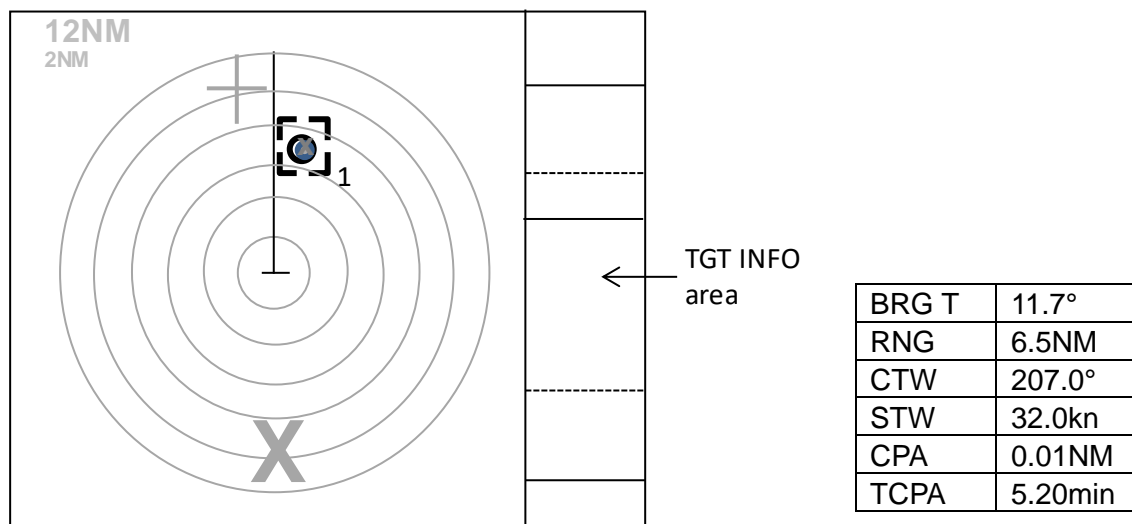 12NM
2NM
X
1
X
TGT INFO
area
BRG T 11.7°
RNG 6.5NM
CTW 207.0°
STW 32.0kn
CPA 0.01NM
TCPA 5.20min